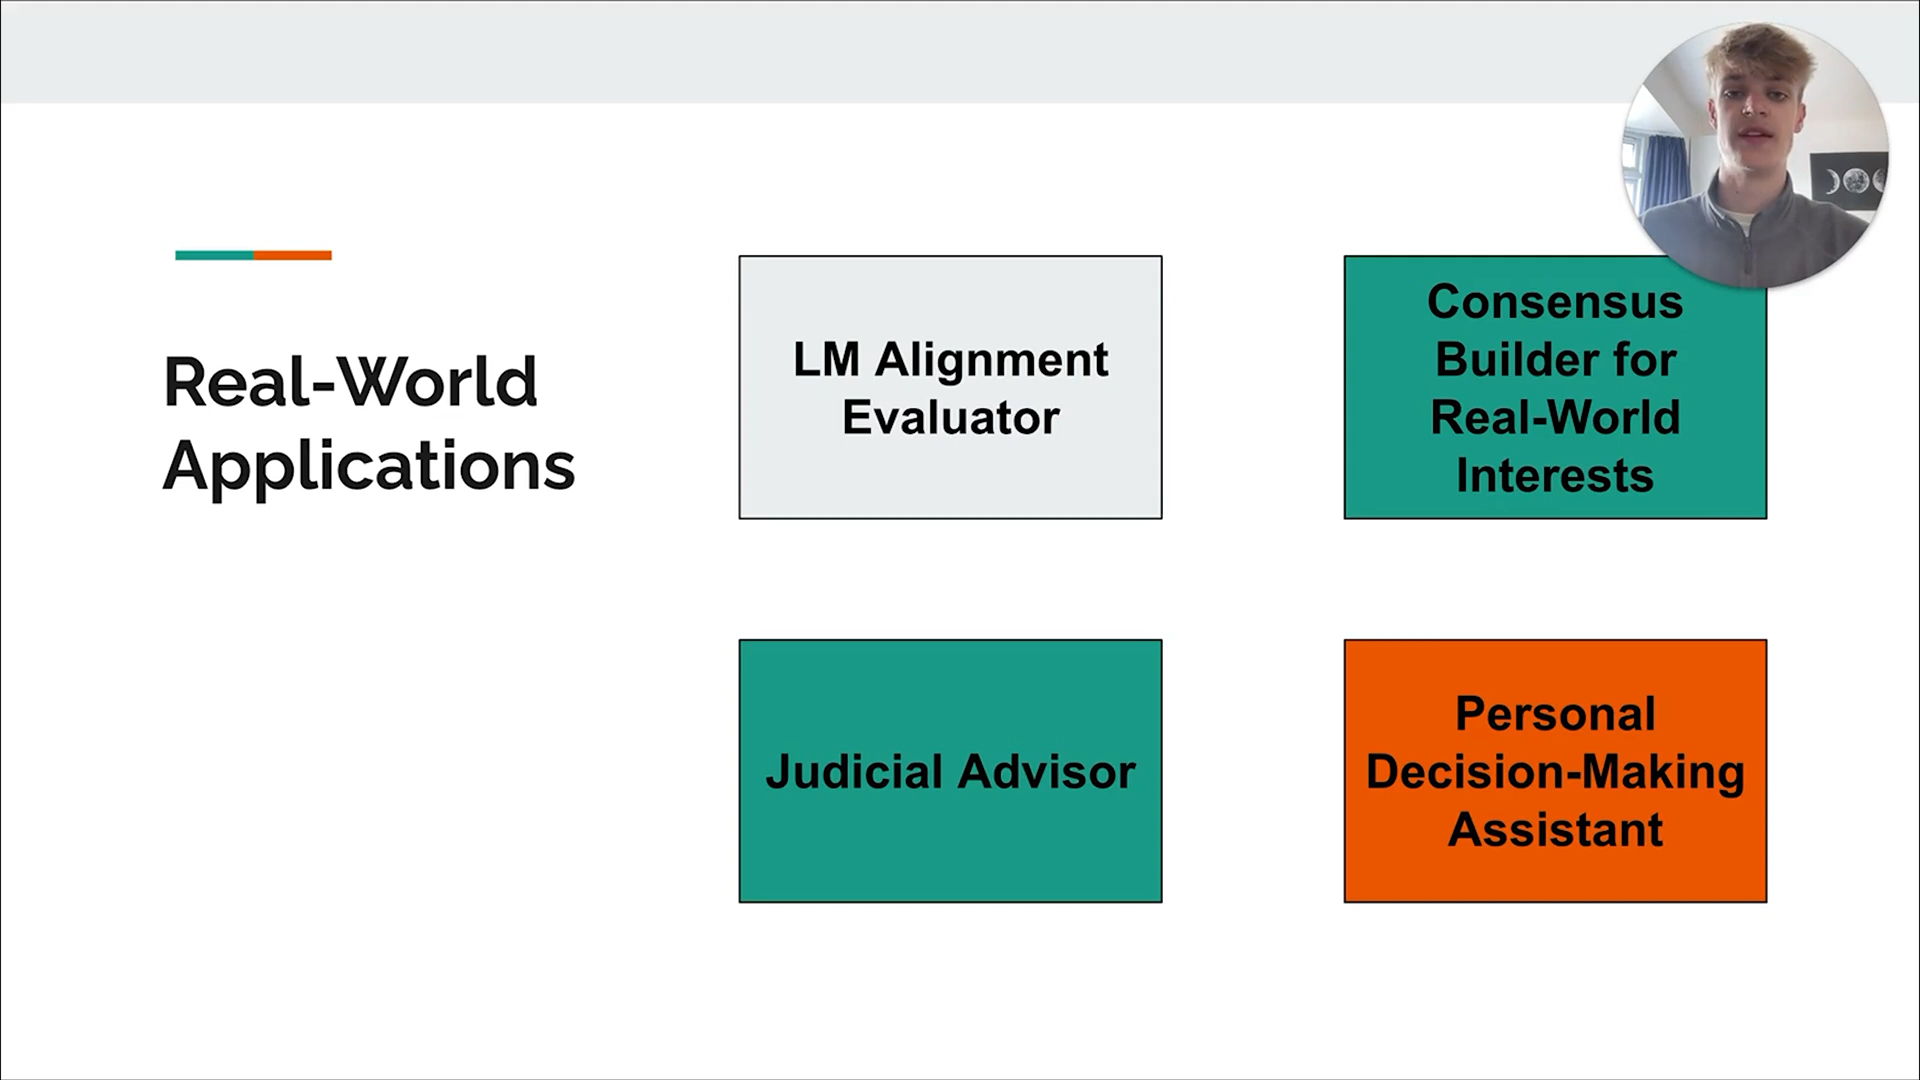 Real-World
Applications
LM Alignment
Evaluator
Consensus
Builder for
Real-World
Interests
Judicial Advisor
Personal
Decision-Making
Assistant